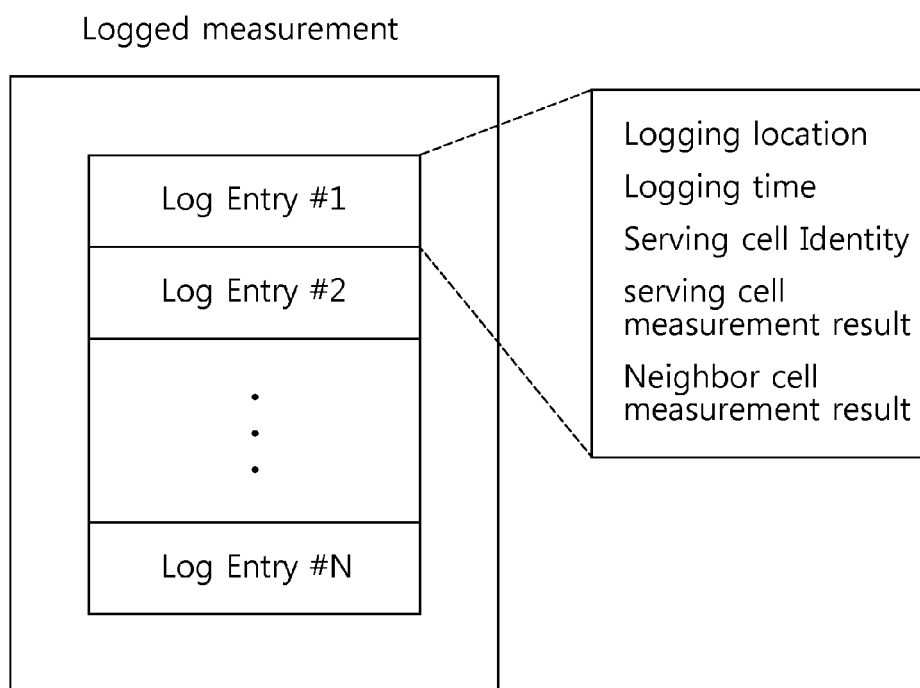 Logged measurement
Log Entry #1
Log Entry #2
Log Entry #N
Logging location
Logging time
Serving cell Identity
serving cell
measurement result
Neighbor cell
measurement result